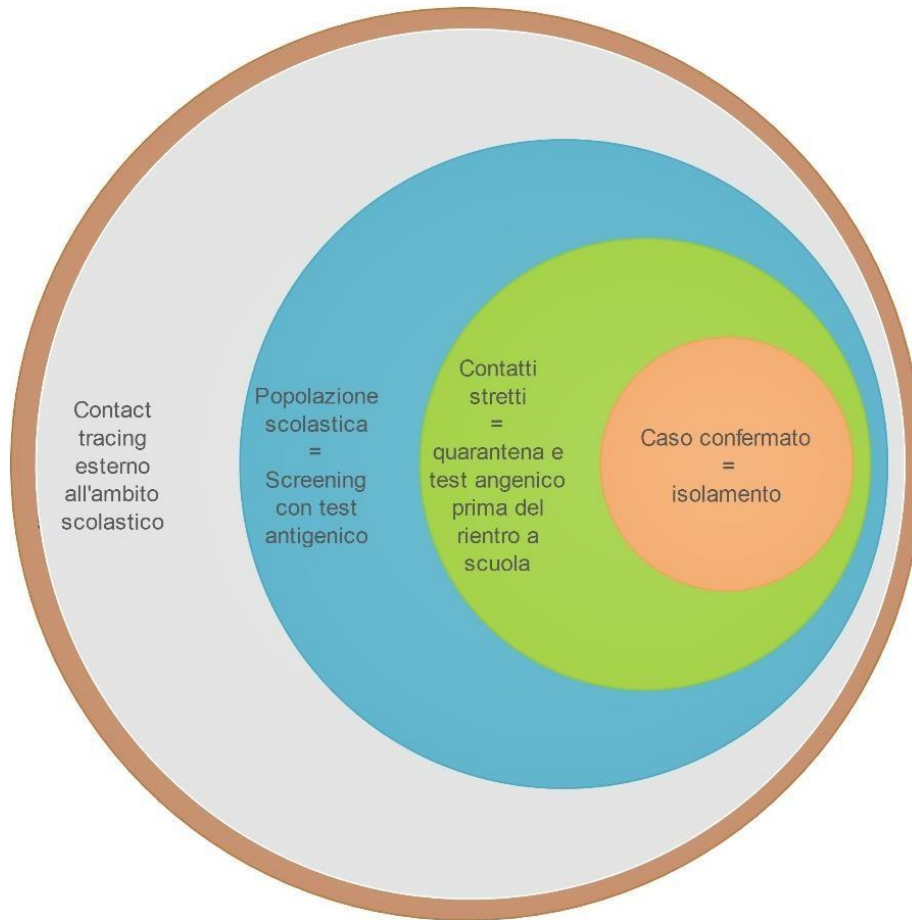 Contact
tracing
esterno
all'ambito
scolastico
Popolazione
scolastica
=
Screening
con test
antigenico
Contatti
stretti
=
quarantena e
test angenico
prima del
rientro a
scuola
Caso confermato
=
isolamento